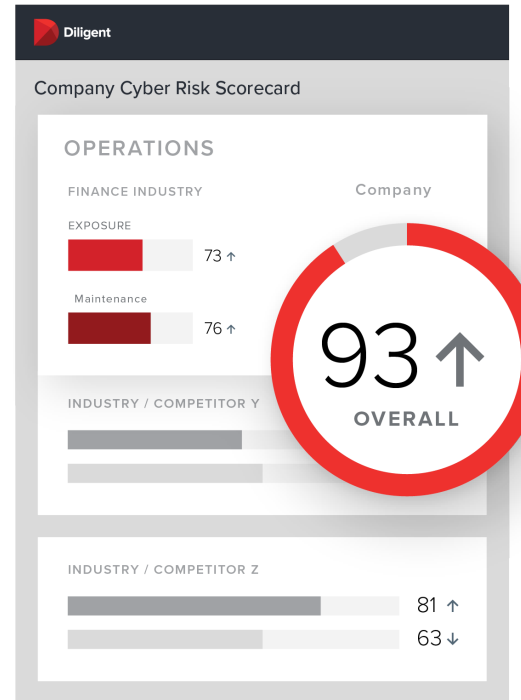 Diligent
Company Cyber Risk Scorecard
OPERATIONS
FINANCE INDUSTRY
Company
EXPOSURE
73 ↑
Maintenance
76 ↑
93 ↑
OVERALL
INDUSTRY / COMPETITOR Y
INDUSTRY / COMPETITOR Z
81 ↑
63 ↓